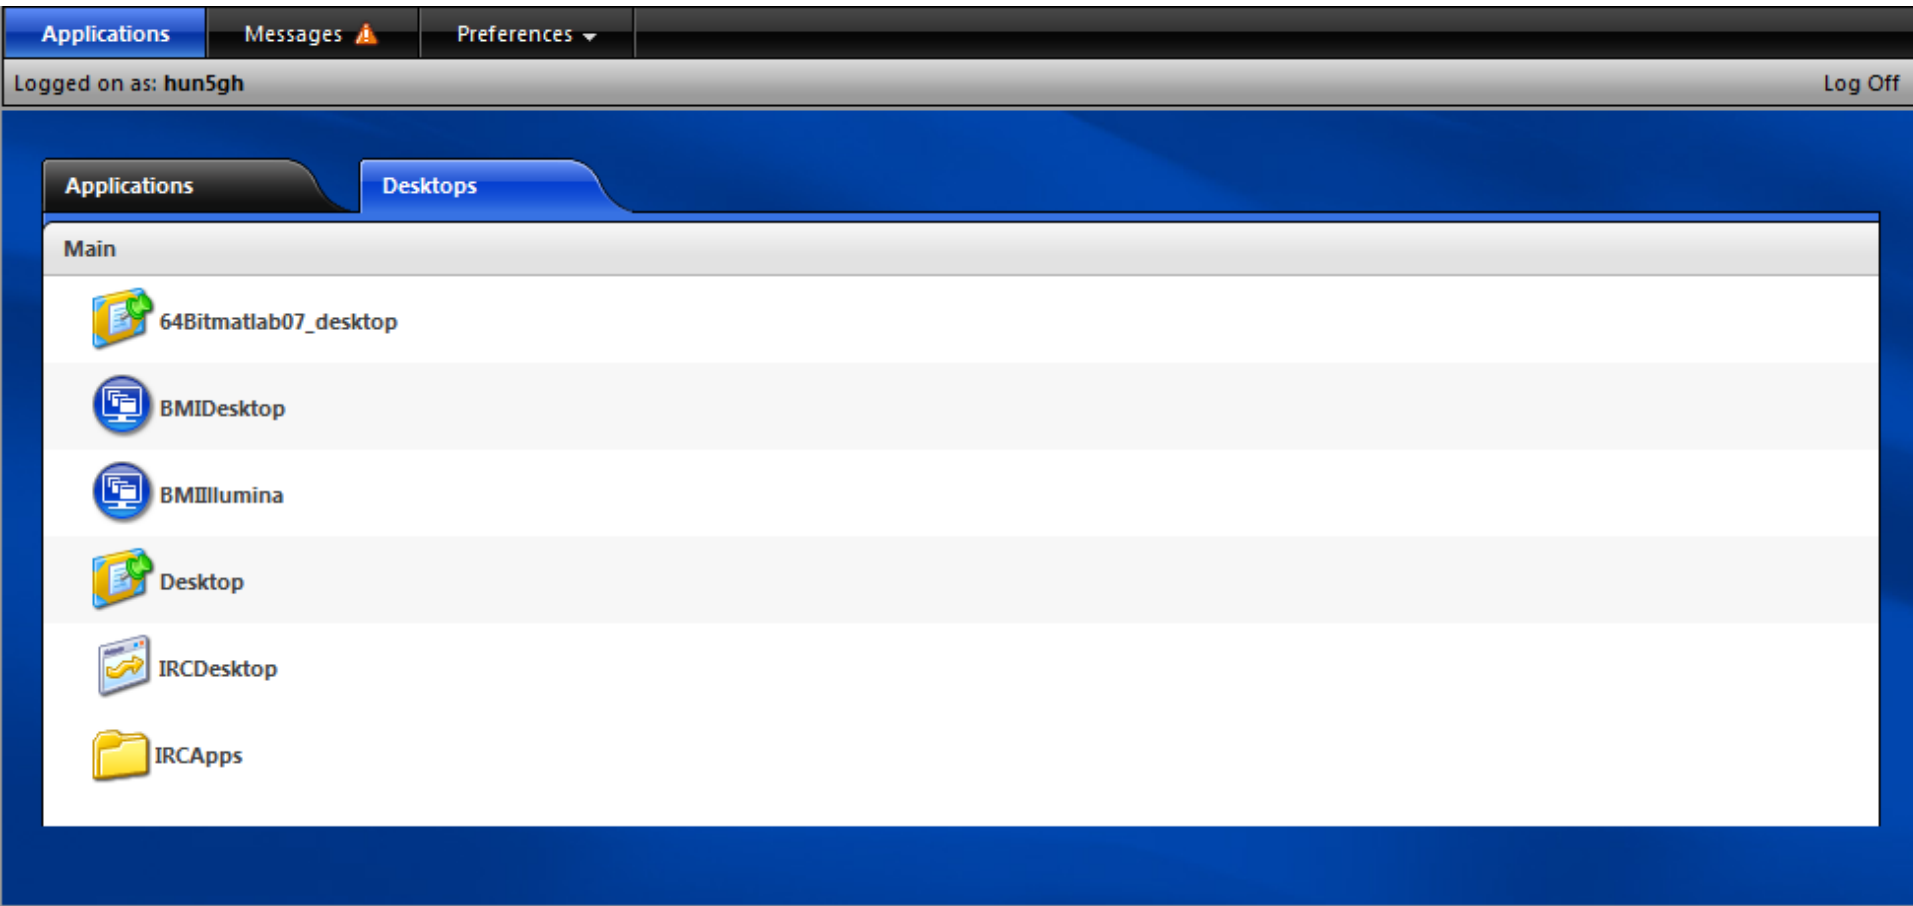 Applications Messages Preferences
Logged on as: hun5gh Log Off
Applications Desktops
Main
64Bitmatlab07_desktop
BMIDesktop
BMIIllumina
Desktop
IRCDesktop
IRCApps